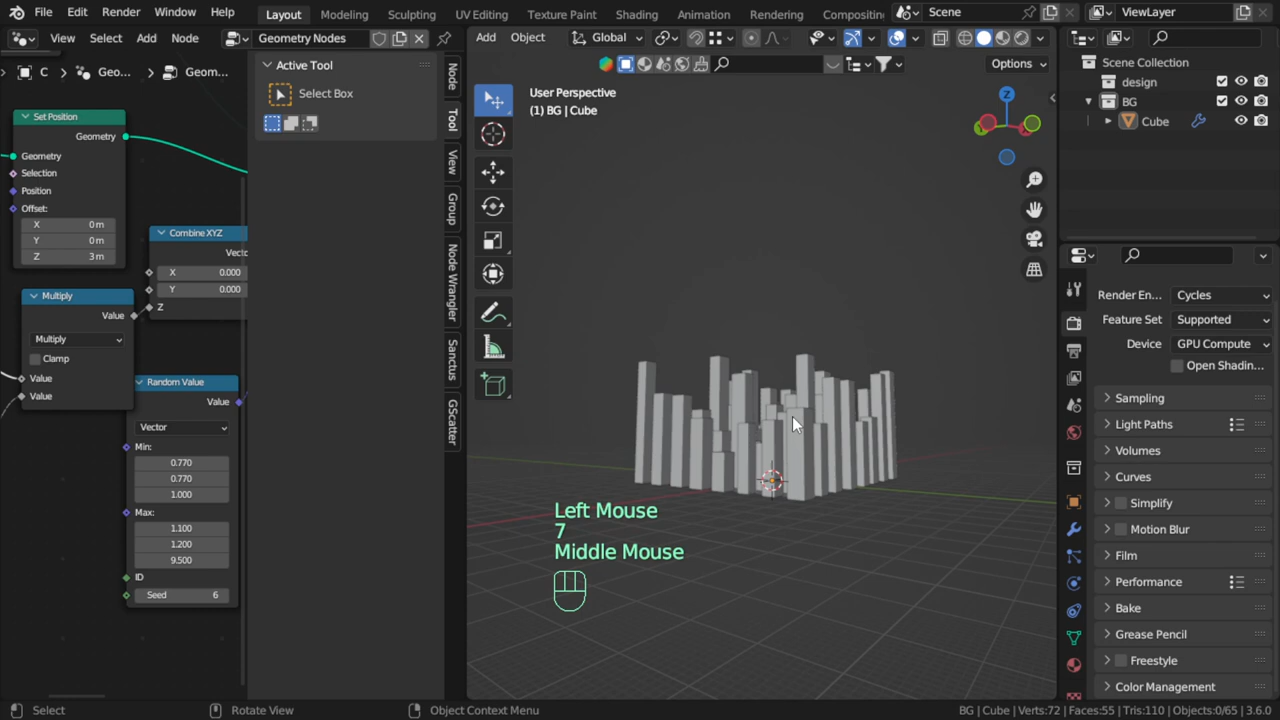 File Edit Render Window Help Layout Modeling Sculpting UV Editing Texture Paint Shading Animation Rendering Compositing Scene ViewLayer
View Select Add Node Geometry Nodes Add Object Global
C Geo... Geom... Options
Active Tool
Select Box
Node
Tool
View
Group
Node Wrangler
Sanctus
GScatter
Set Position
Geometry
Geometry
Selection
Position
Offset:
X 0 m
Y 0 m
Z 3 m
Combine XYZ
Vecto
X 0.000
Y 0.000
Z
Multiply
Value
Multiply
Clamp
Value
Value
Random Value
Value
Vector
Min:
0.770
0.770
1.000
Max:
1.100
1.200
9.500
ID
Seed 6
User Perspective
(1) BG | Cube
Z
Left Mouse
7
Middle Mouse
Scene Collection
design
BG
Cube
Render En... Cycles
Feature Set Supported
Device GPU Compute
Open Shadin...
Sampling
Light Paths
Volumes
Curves
Simplify
Motion Blur
Film
Performance
Bake
Grease Pencil
Freestyle
Color Management
Select Rotate View Object Context Menu BG | Cube | Verts:72 | Faces:55 | Tris:110 | Objects:0/65 | 3.6.0